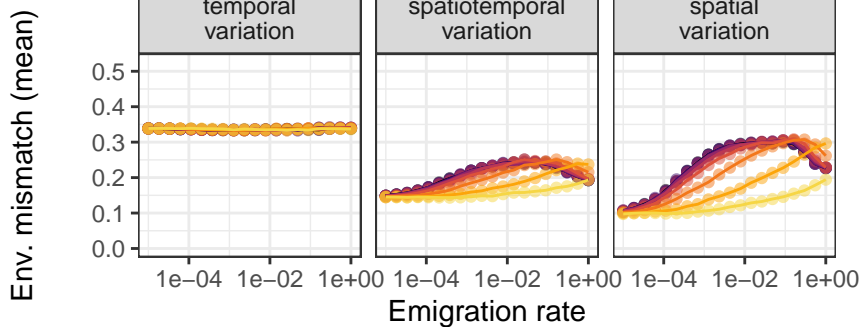 temporal
variation
spatiotemporal
variation
spatial
variation
Env. mismatch (mean)
0.5
0.4
0.3
0.2
0.1
0.0
1e−04 1e−02 1e+00 1e−04 1e−02 1e+00 1e−04 1e−02 1e+00
Emigration rate